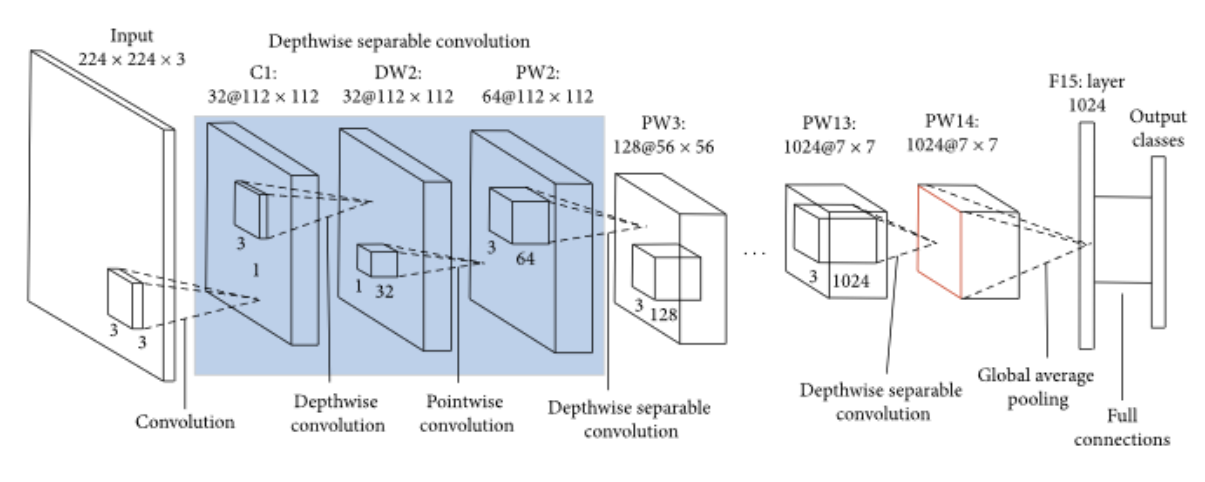 Input
224 × 224 × 3
Depthwise separable convolution
C1:
32@112 × 112
DW2:
32@112 × 112
PW2:
64@112 × 112
PW3:
128@56 × 56
PW13:
1024@7 × 7
PW14:
1024@7 × 7
F15: layer
1024
Output
classes
3
3
3
1
1
32
3
64
3
128
. . .
3
1024
Convolution
Depthwise
convolution
Pointwise
convolution
Depthwise separable
convolution
Depthwise separable
convolution
Global average
pooling
Full
connections